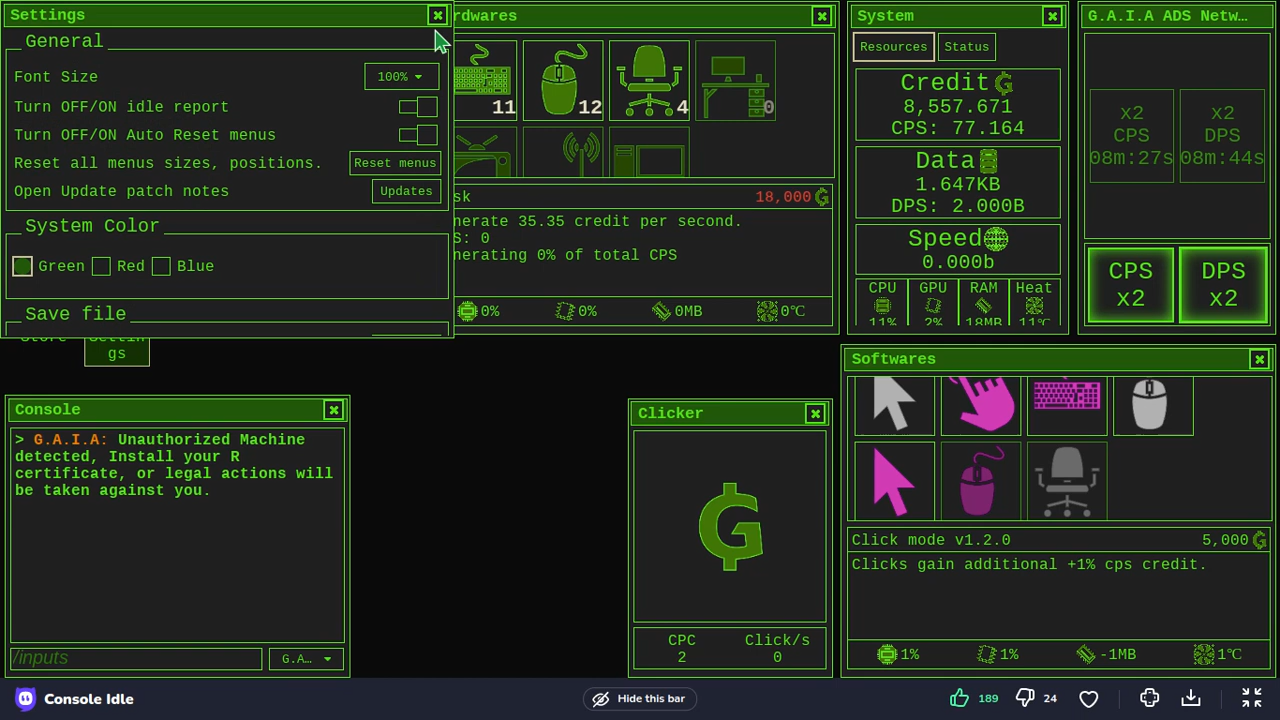 Settings
General
Font Size
100%
Turn OFF/ON idle report
Turn OFF/ON Auto Reset menus
Reset all menus sizes, positions.
Reset menus
Open Update patch notes
Updates
System Color
Green
Red
Blue
Save file
gs
rdwares
11
12
4
0
sk
18,000
nerate 35.35 credit per second.
S: 0
nerating 0% of total CPS
0%
0%
0MB
0℃
System
Resources
Status
Credit
8,557.671
CPS: 77.164
Data
1.647KB
DPS: 2.000B
Speed
0.000b
CPU
GPU
RAM
Heat
11%
2%
18MB
11℃
G.A.I.A ADS Netw…
x2
CPS
08m:27s
x2
DPS
08m:44s
CPS
x2
DPS
x2
Console
> G.A.I.A: Unauthorized Machine
detected, Install your R
certificate, or legal actions will
be taken against you.
/inputs
G.A…
Clicker
G
CPC
2
Click/s
0
Softwares
Click mode v1.2.0
5,000
Clicks gain additional +1% cps credit.
1%
1%
-1MB
1℃
Console Idle
Hide this bar
189
24